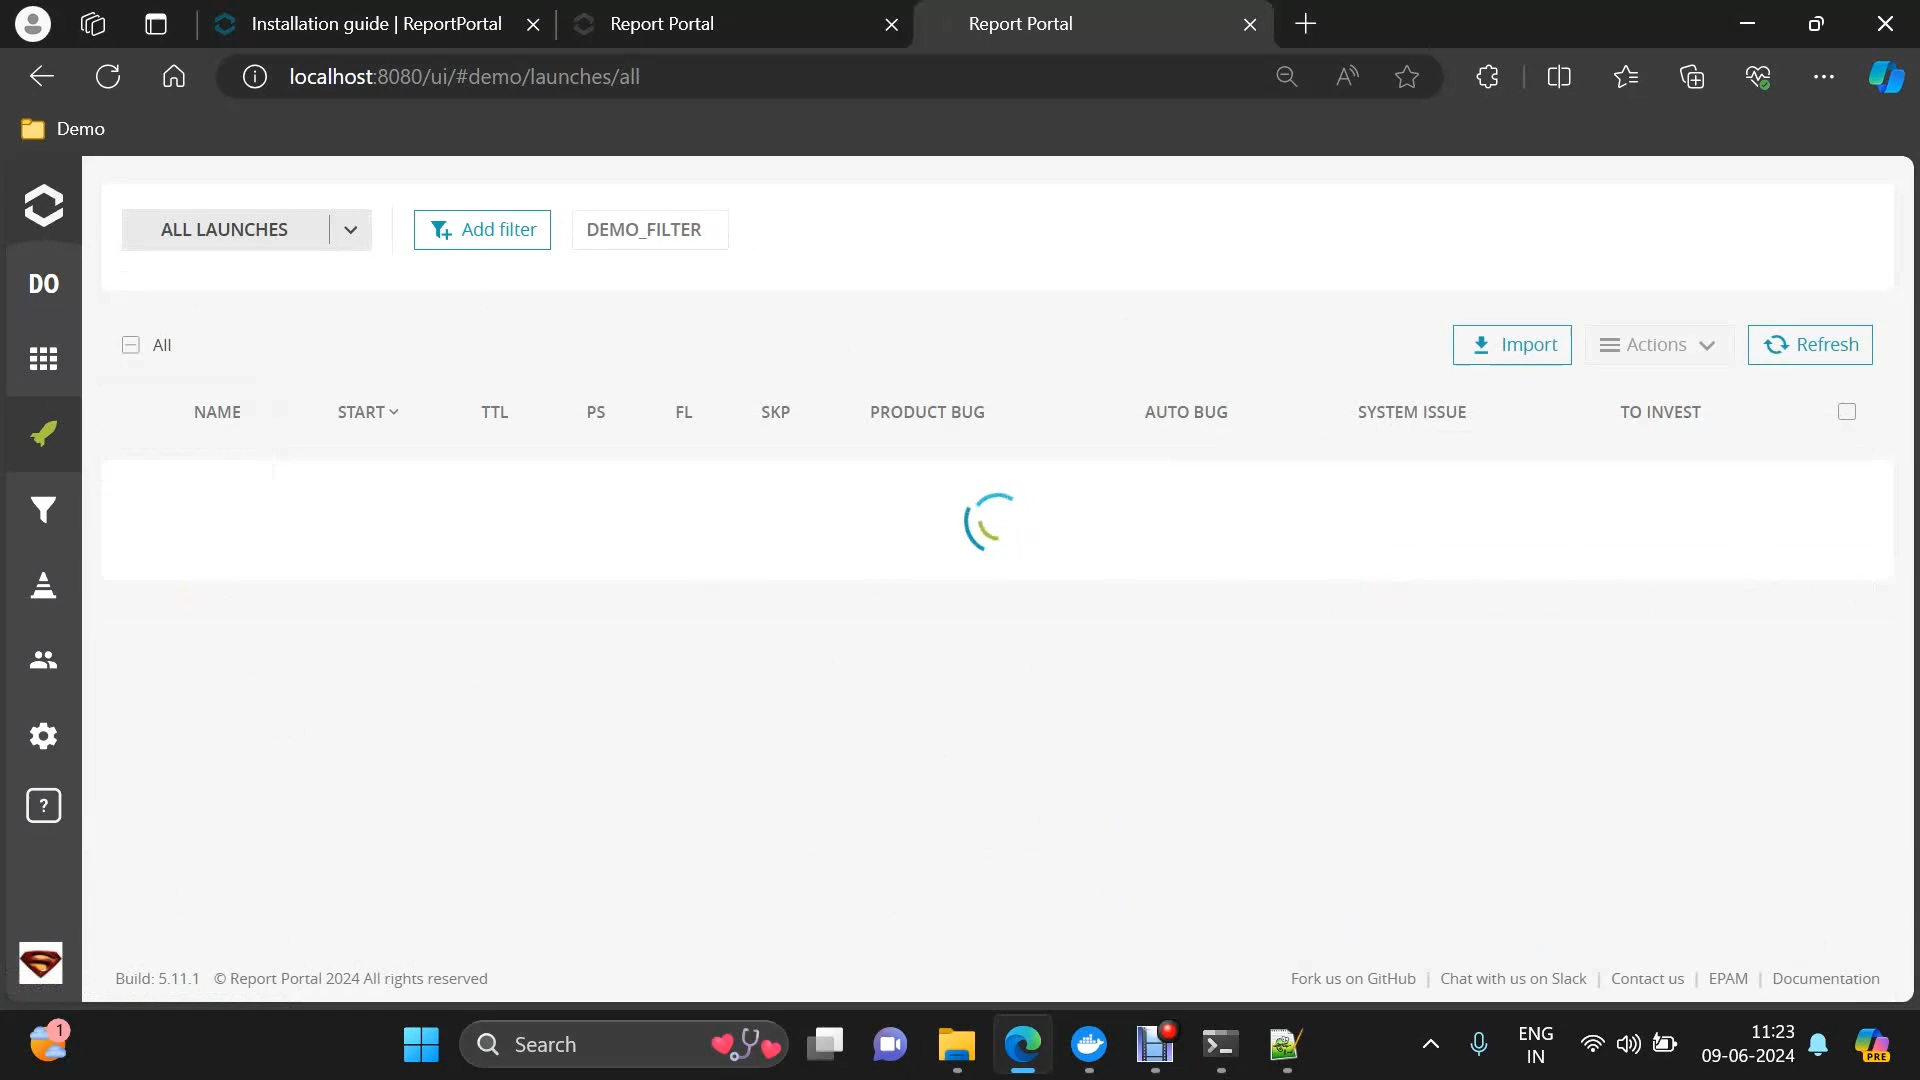 Installation guide | ReportPortal
Report Portal
Report Portal
localhost:8080/ui/#demo/launches/all
Demo
ALL LAUNCHES
Add filter
DEMO_FILTER
DO
All
Import
Actions
Refresh
NAME
START
TTL
PS
FL
SKP
PRODUCT BUG
AUTO BUG
SYSTEM ISSUE
TO INVEST
?
Build: 5.11.1 © Report Portal 2024 All rights reserved
Fork us on GitHub | Chat with us on Slack | Contact us | EPAM | Documentation
1
Search
ENG
IN
11:23
09-06-2024
PRE